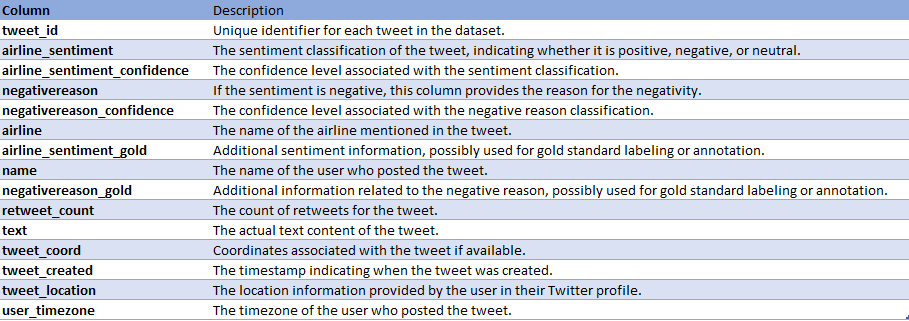 Column Description
tweet_id Unique identifier for each tweet in the dataset.
airline_sentiment The sentiment classification of the tweet, indicating whether it is positive, negative, or neutral.
airline_sentiment_confidence The confidence level associated with the sentiment classification.
negativereason If the sentiment is negative, this column provides the reason for the negativity.
negativereason_confidence The confidence level associated with the negative reason classification.
airline The name of the airline mentioned in the tweet.
airline_sentiment_gold Additional sentiment information, possibly used for gold standard labeling or annotation.
name The name of the user who posted the tweet.
negativereason_gold Additional information related to the negative reason, possibly used for gold standard labeling or annotation.
retweet_count The count of retweets for the tweet.
text The actual text content of the tweet.
tweet_coord Coordinates associated with the tweet if available.
tweet_created The timestamp indicating when the tweet was created.
tweet_location The location information provided by the user in their Twitter profile.
user_timezone The timezone of the user who posted the tweet.